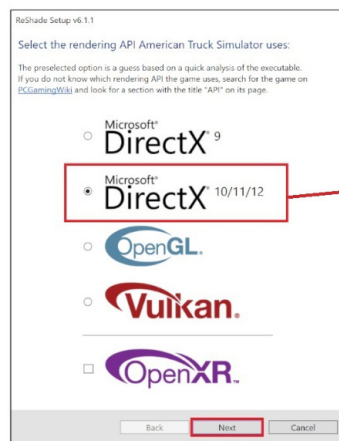 ReShade Setup v6.1.1
Select the rendering API American Truck Simulator uses:
The preselected option is a guess based on a quick analysis of the executable.
If you do not know which rendering API the game uses, search for the game on
PCGamingWiki and look for a section with the title "API" on its page.
Microsoft®
DirectX® 9
Microsoft®
DirectX® 10/11/12
OpenGL®
Vulkan®
OpenXR™
Back Next Cancel